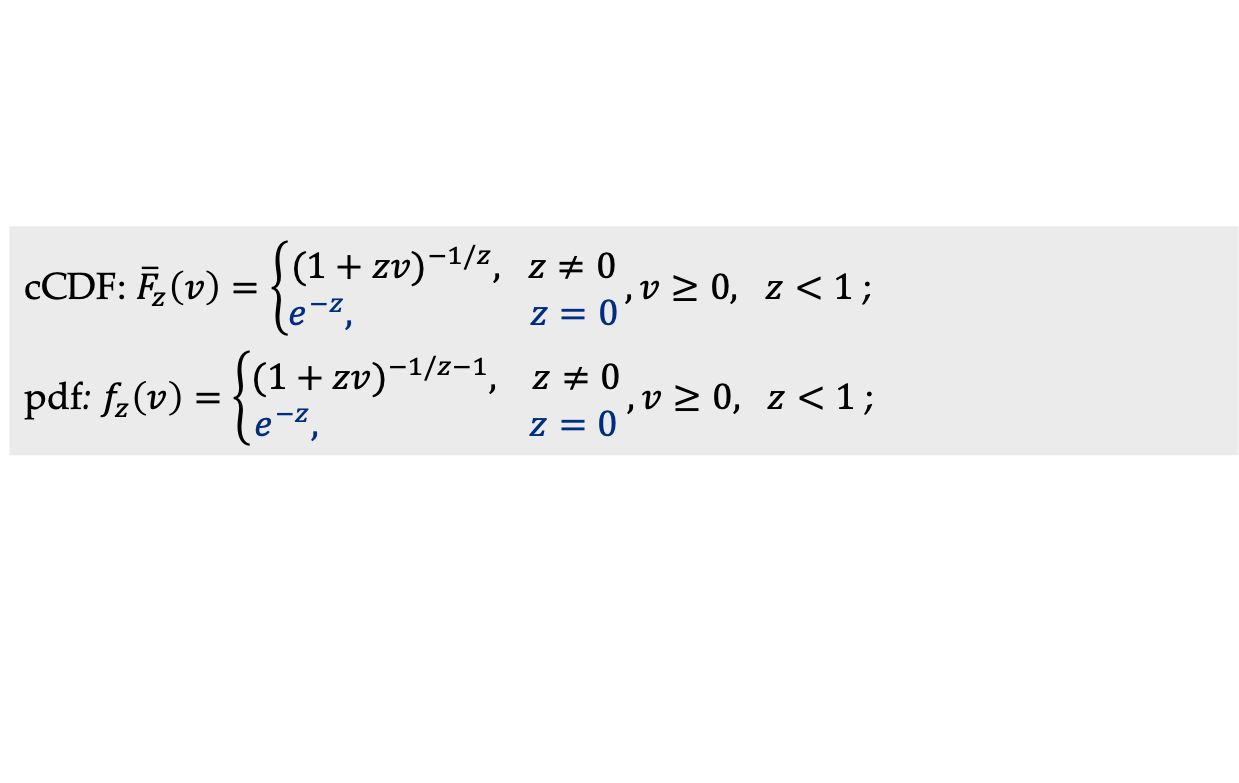 cCDF: F̄_z(v) = { (1 + zv)^{−1/z}, z ≠ 0
e^{−z}, z = 0 , v ≥ 0, z < 1 ;
pdf: f_z(v) = { (1 + zv)^{−1/z−1}, z ≠ 0
e^{−z}, z = 0 , v ≥ 0, z < 1 ;